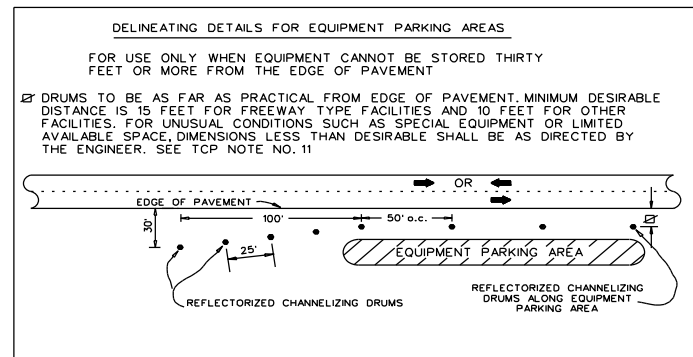 DELINEATING DETAILS FOR EQUIPMENT PARKING AREAS
FOR USE ONLY WHEN EQUIPMENT CANNOT BE STORED THIRTY
FEET OR MORE FROM THE EDGE OF PAVEMENT
DRUMS TO BE AS FAR AS PRACTICAL FROM EDGE OF PAVEMENT. MINIMUM DESIRABLE
DISTANCE IS 15 FEET FOR FREEWAY TYPE FACILITIES AND 10 FEET FOR OTHER
FACILITIES. FOR UNUSUAL CONDITIONS SUCH AS SPECIAL EQUIPMENT OR LIMITED
AVAILABLE SPACE, DIMENSIONS LESS THAN DESIRABLE SHALL BE AS DIRECTED BY
THE ENGINEER. SEE TCP NOTE NO. 11
OR
EDGE OF PAVEMENT
30'
100'
50' o.c.
25'
EQUIPMENT PARKING AREA
REFLECTORIZED CHANNELIZING DRUMS
REFLECTORIZED CHANNELIZING
DRUMS ALONG EQUIPMENT
PARKING AREA